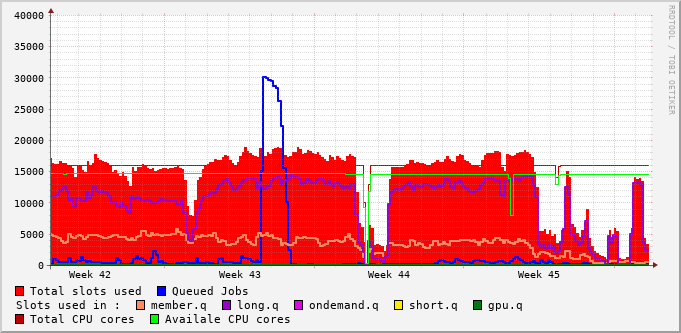 40000
35000
30000
25000
20000
15000
10000
5000
0
Week 42 Week 43 Week 44 Week 45
Total slots used Queued Jobs
Slots used in : member.q long.q ondemand.q short.q gpu.q
Total CPU cores Availale CPU cores
RRDTOOL / TOBI OETIKER